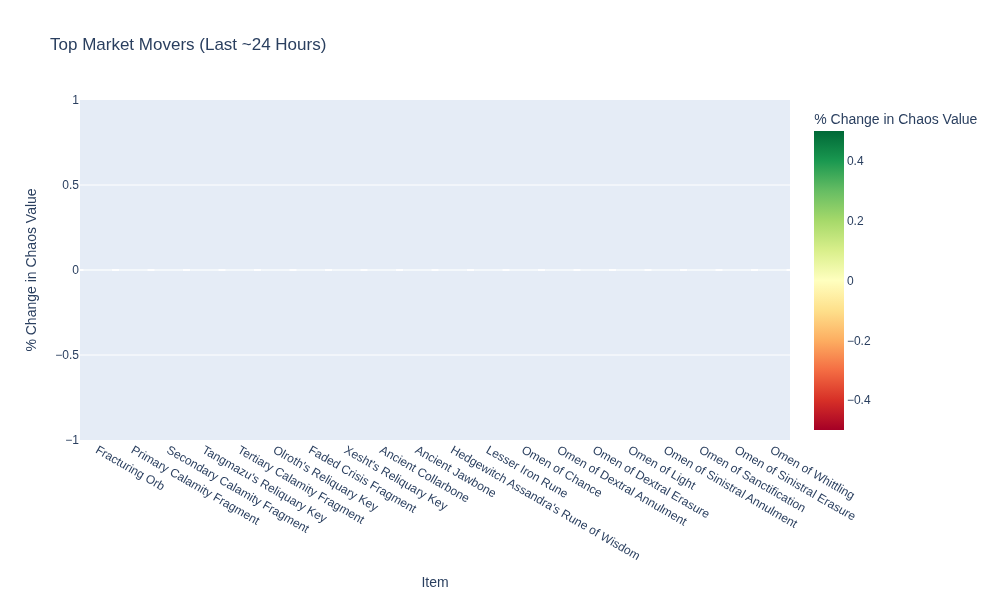 Top Market Movers (Last ~24 Hours)
% Change in Chaos Value
1
0.5
0
−0.5
−1
% Change in Chaos Value
0.4
0.2
0
−0.2
−0.4
Fracturing Orb
Primary Calamity Fragment
Secondary Calamity Fragment
Tangmazu's Reliquary Key
Tertiary Calamity Fragment
Olroth's Reliquary Key
Faded Crisis Fragment
Xesht's Reliquary Key
Ancient Collarbone
Ancient Jawbone
Hedgewitch Assandra's Rune of Wisdom
Lesser Iron Rune
Omen of Chance
Omen of Dextral Annulment
Omen of Dextral Erasure
Omen of Light
Omen of Sinistral Annulment
Omen of Sanctification
Omen of Sinistral Erasure
Omen of Whittling
Item